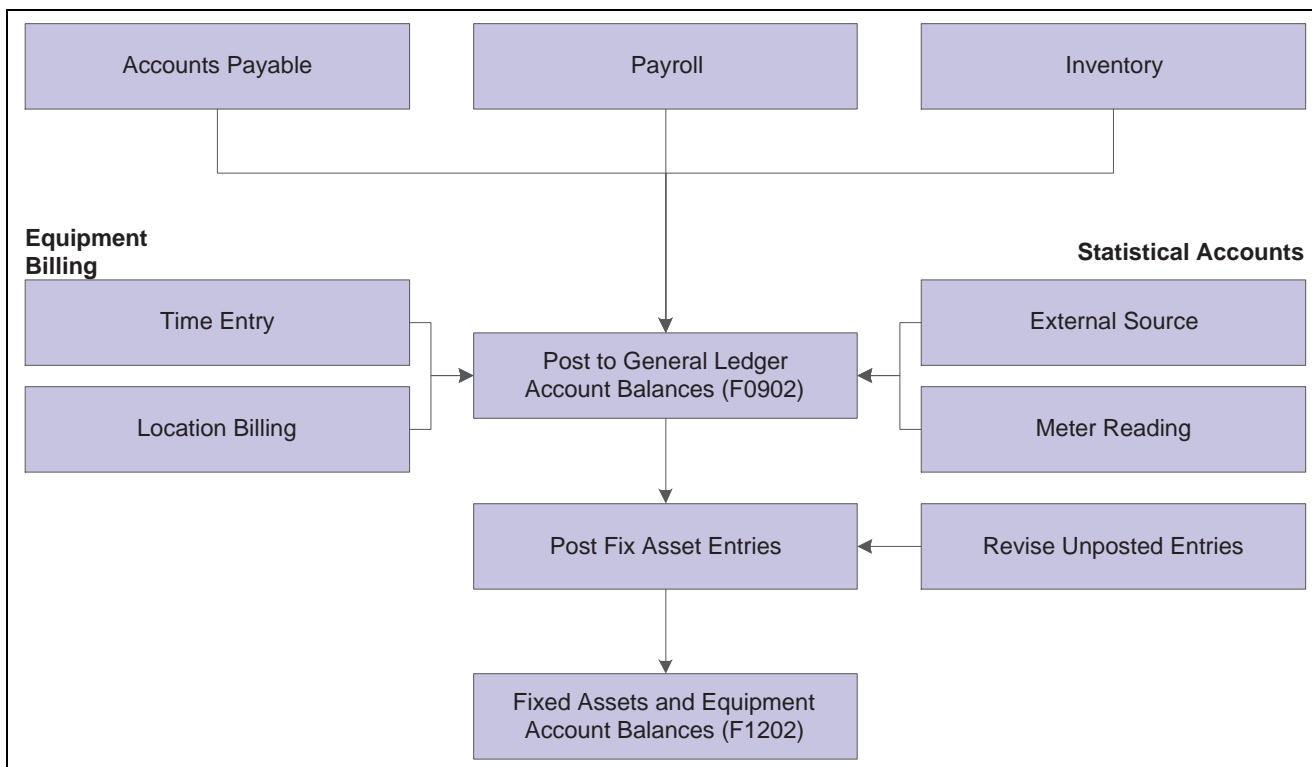 Accounts Payable
Payroll
Inventory
Equipment
Billing
Statistical Accounts
Time Entry
External Source
Post to General Ledger
Account Balances (F0902)
Location Billing
Meter Reading
Post Fix Asset Entries
Revise Unposted Entries
Fixed Assets and Equipment
Account Balances (F1202)